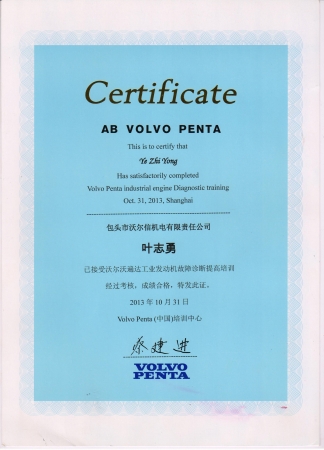 Certificate
AB VOLVO PENTA
This is to certify that
Ye Zhi Yong
Has satisfactorily completed
Volvo Penta industrial engine Diagnostic training
Oct. 31, 2013, Shanghai
包头市沃尔信机电有限责任公司
叶志勇
已接受沃尔沃遍达工业发动机故障诊断提高培训
经过考核，成绩合格，特发此证。
2013 年 10 月 31 日
Volvo Penta (中国)培训中心
蔡建进
VOLVO
PENTA